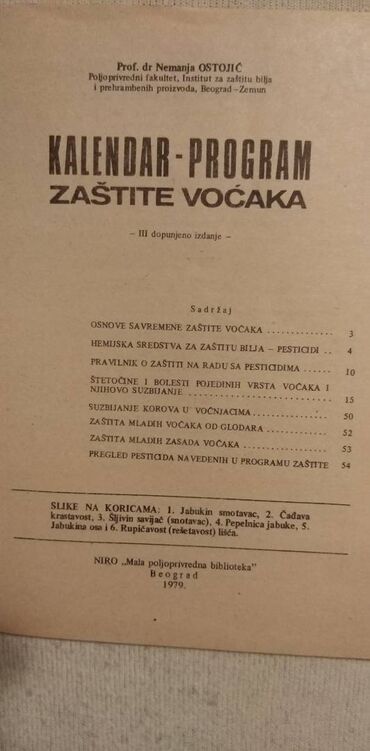 Prof. dr Nemanja OSTOJIĆ
Poljoprivredni fakultet, Institut za zaštitu bilja
i prehrambenih proizvoda, Beograd–Zemun
KALENDAR - PROGRAM
ZAŠTITE VOĆAKA
– III dopunjeno izdanje –
Sadržaj
OSNOVE SAVREMENE ZAŠTITE VOĆAKA .............. 3
HEMIJSKA SREDSTVA ZA ZAŠTITU BILJA – PESTICIDI .. 4
PRAVILNIK O ZAŠTITI NA RADU SA PESTICIDIMA ....... 10
ŠTETOČINE I BOLESTI POJEDINIH VRSTA VOĆAKA I
NJIHOVO SUZBIJANJE ......................... 15
SUZBIJANJE KOROVA U VOĆNJACIMA ............... 50
ZAŠTITA MLADIH VOĆAKA OD GLODARA ............ 52
ZAŠTITA MLADIH ZASADA VOĆAKA ................ 53
PREGLED PESTICIDA NAVEDENIH U PROGRAMU ZAŠTITE 54
SLIKE NA KORICAMA: 1. Jabukin smotavac, 2. Čađava
krastavost, 3. Šljivin savijač (smotavac), 4. Pepelnica jabuke, 5.
Jabukina osa i 6. Rupičavost (rešetavost) lišća.
NIRO „Mala poljoprivredna biblioteka”
Beograd
1979.